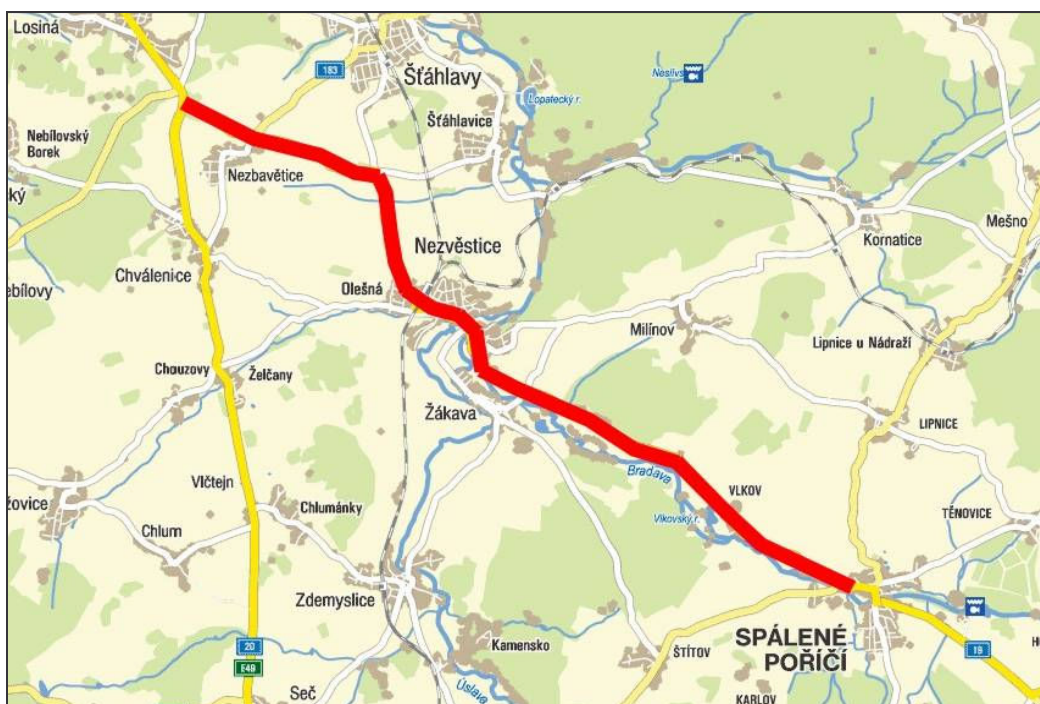 Losiná
183
Šťáhlavy
Nesílvs
Lopatecký r.
Šťáhlavice
Nebílovský
Borek
Nezbavětice
ký
Mešno
Nezvěstice
Kornatice
Chválenice
ebílovy
Olešná
Milínov
Lipnice u Nádraží
Chouzovy
Želčany
Žákava
LIPNICE
Bradava
VLKOV
Vlčtejn
Chlumánky
žovice
Vlkovský r.
TĚNOVICE
Chlum
Zdemyslice
SPÁLENÉ
POŘÍČÍ
20
E49
Kamensko
ŠTÍTOV
19
Úslava
Seč
KARLOV